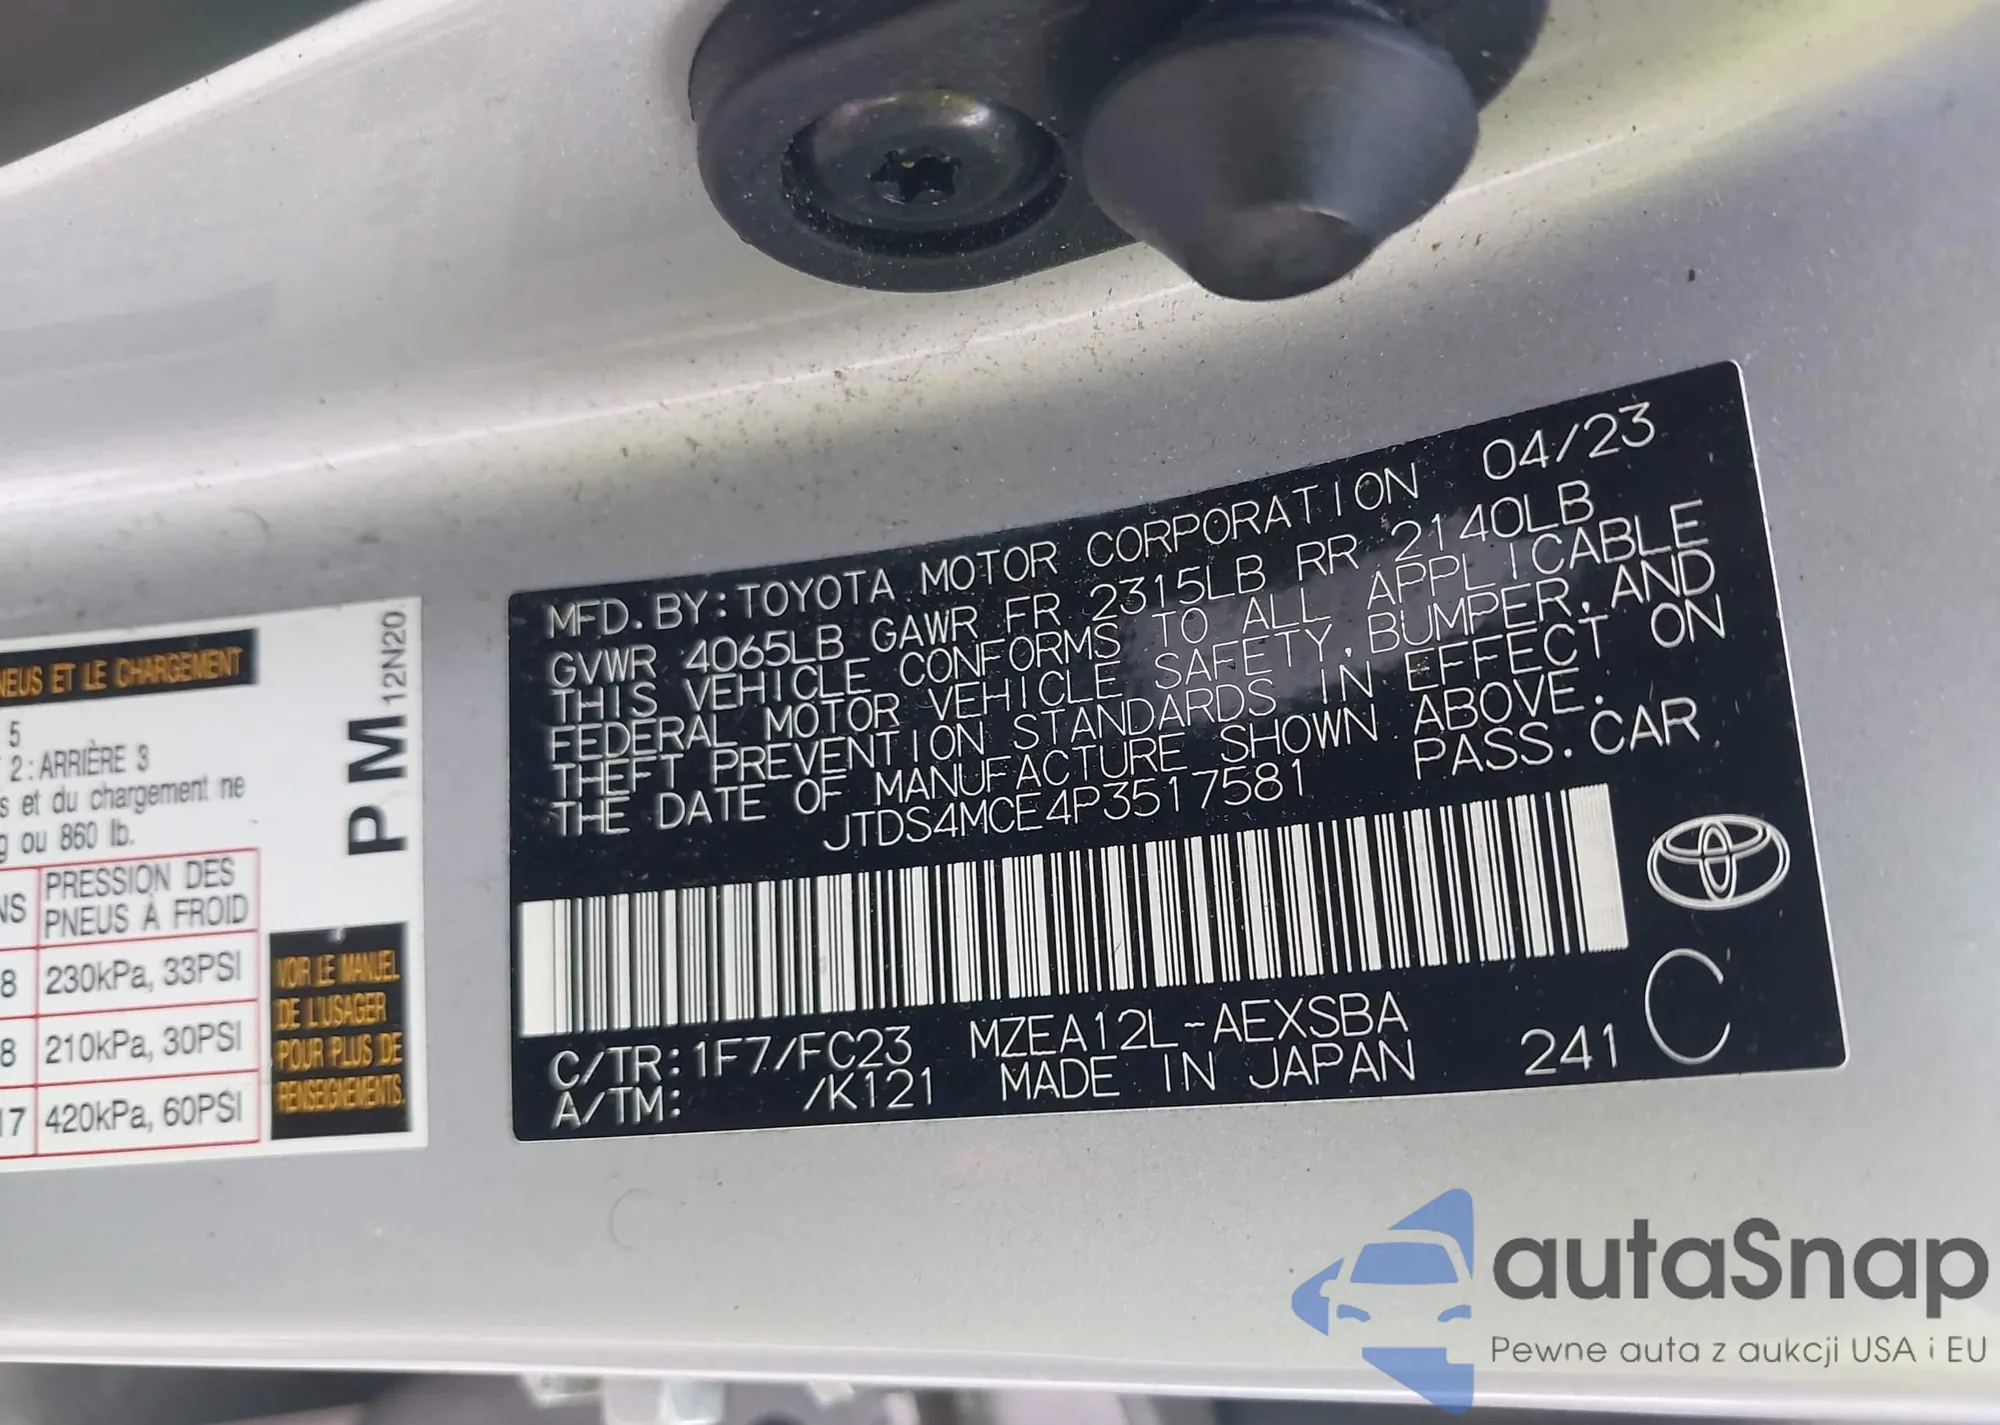 NEUS ET LE CHARGEMENT
5
2: ARRIÈRE 3
s et du chargement ne
g ou 860 lb.
NS PRESSION DES
PNEUS À FROID
8 230kPa, 33PSI
8 210kPa, 30PSI
17 420kPa, 60PSI
PM 12N20
VOIR LE MANUEL
DE L'USAGER
POUR PLUS DE
RENSEIGNEMENTS.
MFD. BY: TOYOTA MOTOR CORPORATION 04/23
GVWR 4065LB GAWR FR 2315LB RR 2140LB
THIS VEHICLE CONFORMS TO ALL APPLICABLE
FEDERAL MOTOR VEHICLE SAFETY, BUMPER, AND
THEFT PREVENTION STANDARDS IN EFFECT ON
THE DATE OF MANUFACTURE SHOWN ABOVE.
JTDS4MCE4P3517581 PASS. CAR
C/TR: 1F7/FC23 MZEA12L-AEXSBA
A/TM: /K121 MADE IN JAPAN 241 C
autaSnap
Pewne auta z aukcji USA i EU